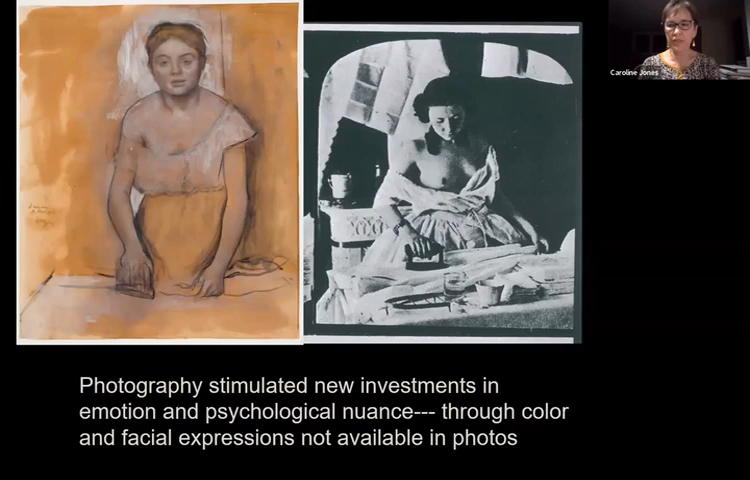 Caroline Jones
Photography stimulated new investments in
emotion and psychological nuance--- through color
and facial expressions not available in photos